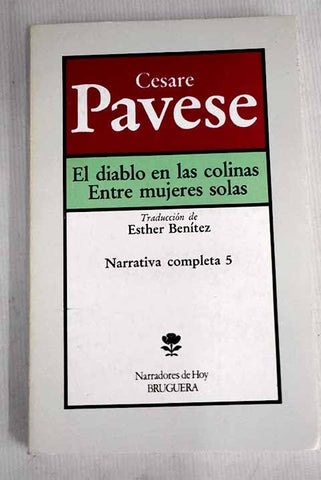 Cesare
Pavese
El diablo en las colinas
Entre mujeres solas
Traducción de
Esther Benítez
Narrativa completa 5
Narradores de Hoy
BRUGUERA